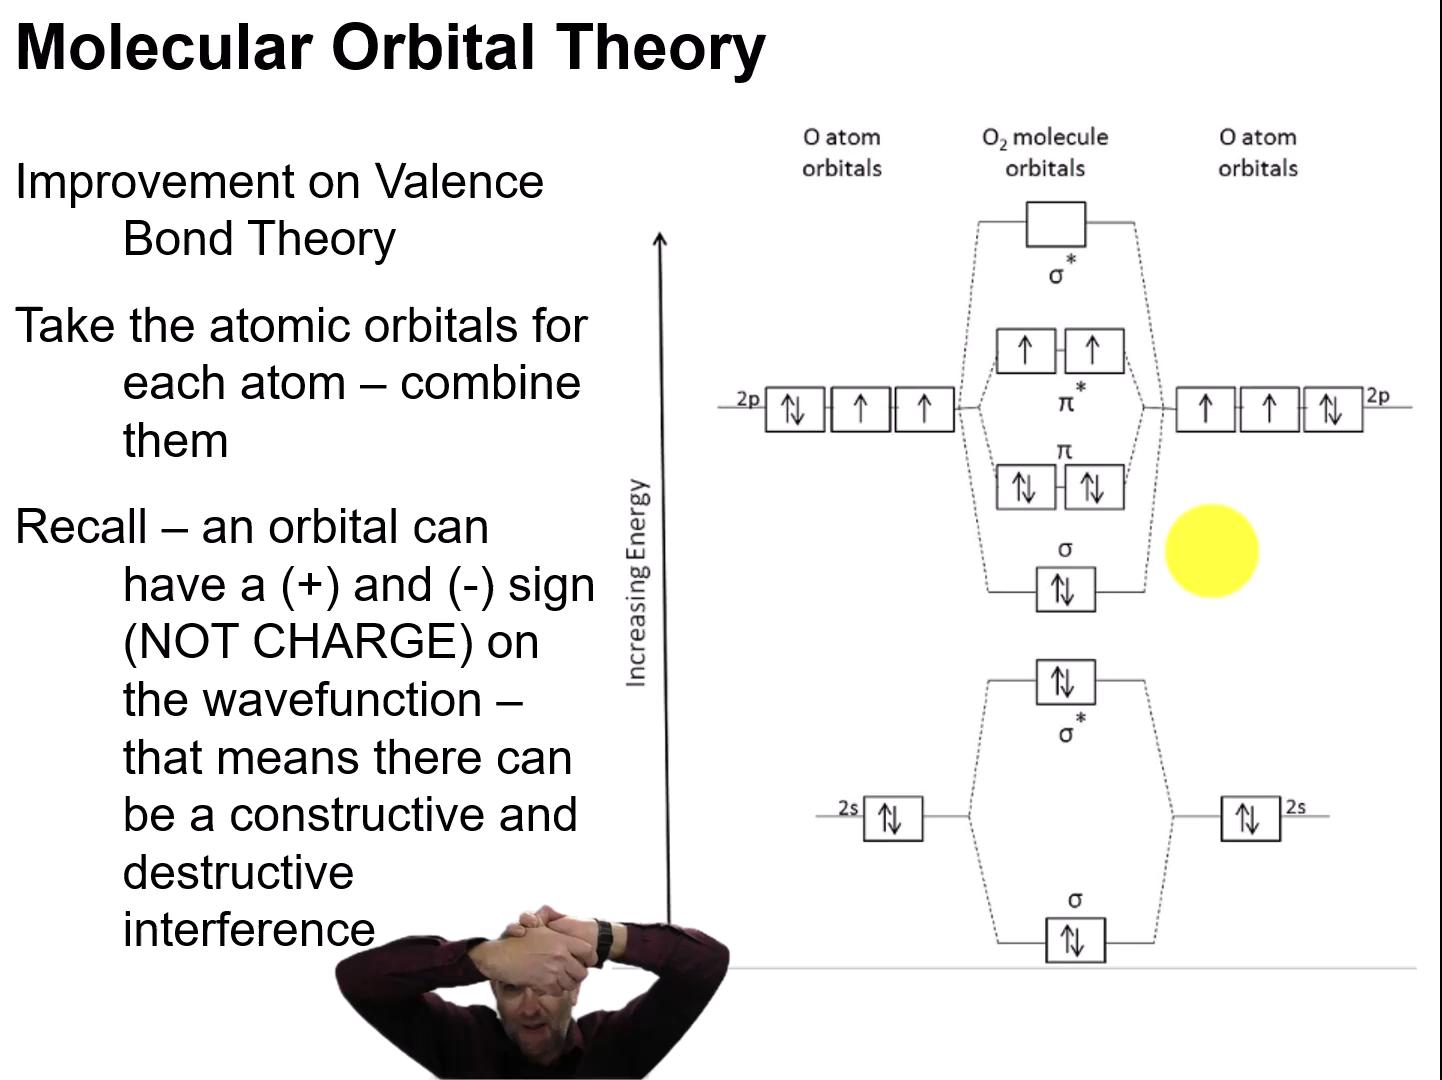 Molecular Orbital Theory
Improvement on Valence
Bond Theory
Take the atomic orbitals for
each atom – combine
them
Recall – an orbital can
have a (+) and (-) sign
(NOT CHARGE) on
the wavefunction –
that means there can
be a constructive and
destructive
interference
Increasing Energy
O atom
orbitals
O₂ molecule
orbitals
O atom
orbitals
σ*
π*
2p ↑↓ ↑ ↑
↑ ↑ ↑↓ 2p
π
σ
σ*
2s
2s
σ